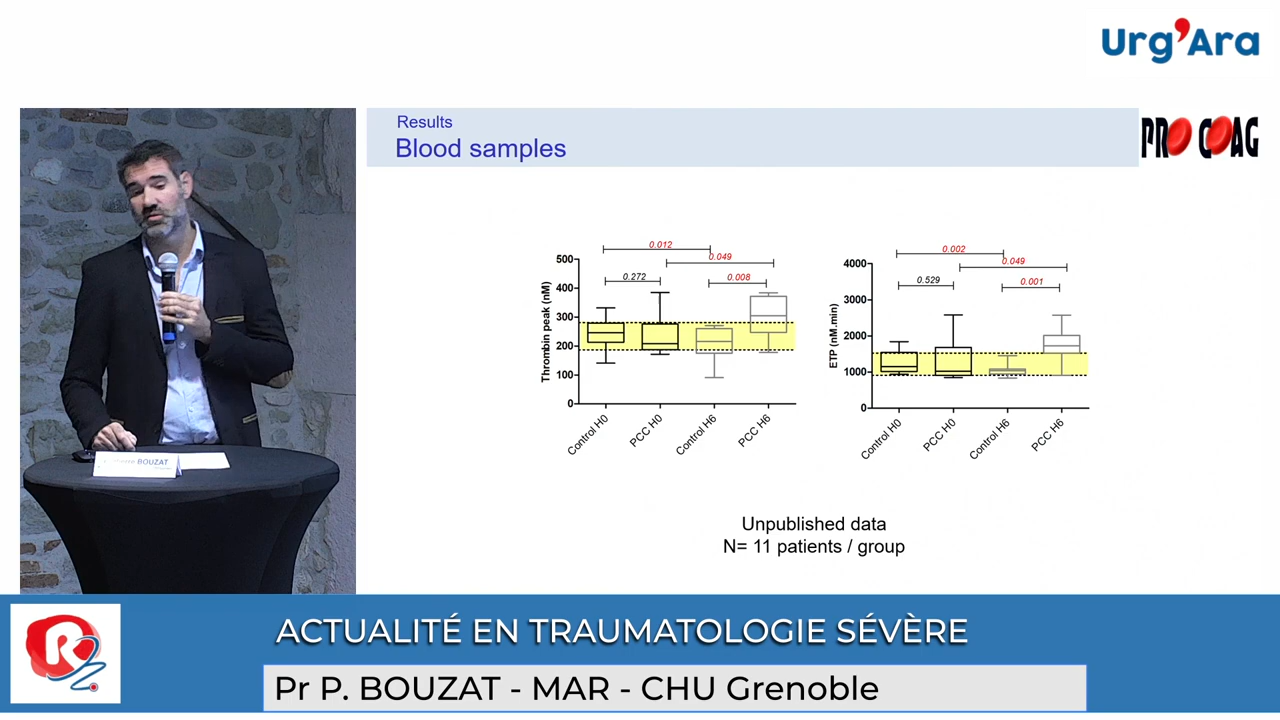 Urg'Ara
Results
Blood samples
PRO COAG
0.012
0.049
0.272
0.008
500
400
300
200
100
0
Thrombin peak (nM)
Control H0
PCC H0
Control H6
PCC H6
0.002
0.049
0.529
0.001
4000
3000
2000
1000
0
ETP (nM.min)
Control H0
PCC H0
Control H6
PCC H6
Unpublished data
N= 11 patients / group
BOUZAT
R
ACTUALITÉ EN TRAUMATOLOGIE SÉVÈRE
Pr P. BOUZAT - MAR - CHU Grenoble